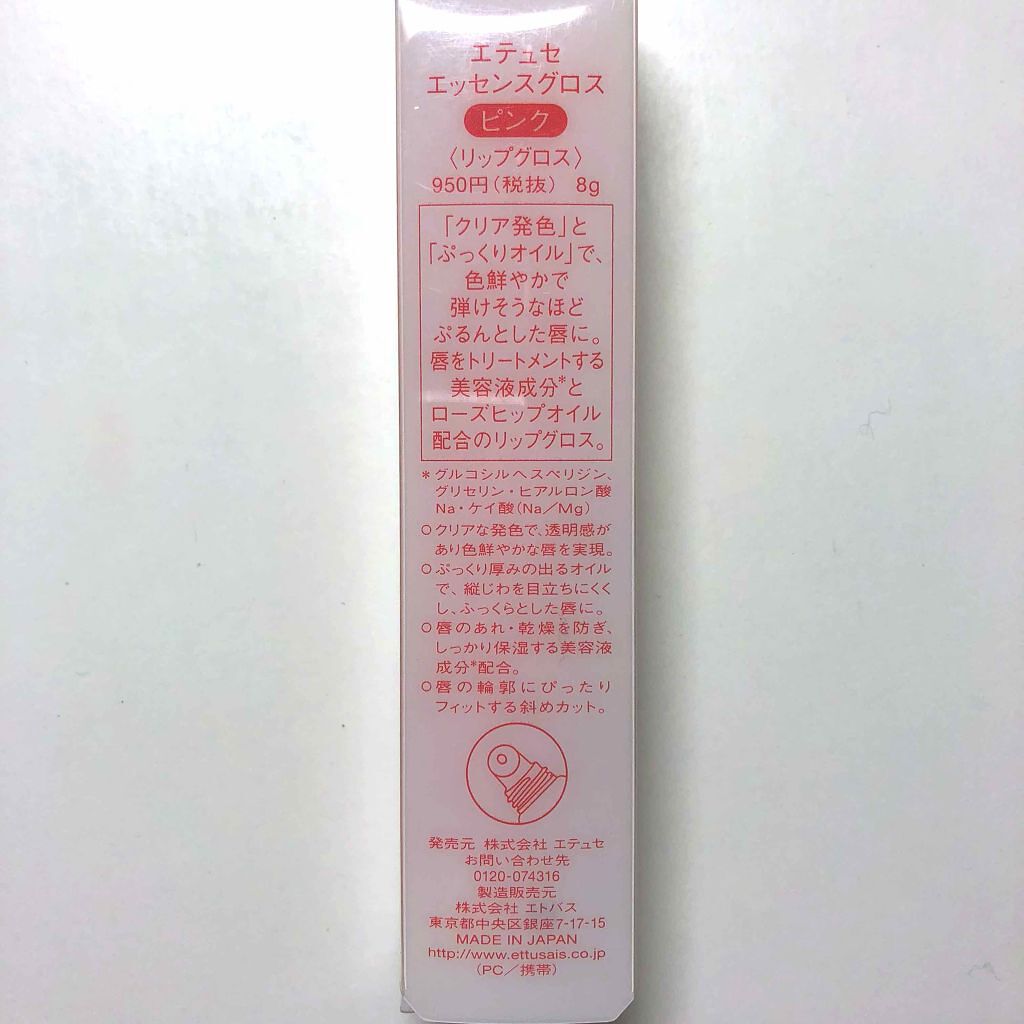 エテュセ
エッセンスグロス
ピンク
〈リップグロス〉
950円(税抜) 8g
「クリア発色」と
「ぷっくりオイル」で、
色鮮やかで
弾けそうなほど
ぷるんとした唇に。
唇をトリートメントする
美容液成分*と
ローズヒップオイル
配合のリップグロス。
*グルコシルヘスペリジン、
グリセリン・ヒアルロン酸
Na・ケイ酸(Na/Mg)
○クリアな発色で、透明感が
あり色鮮やかな唇を実現。
○ぷっくり厚みの出るオイル
で、縦じわを目立ちにくく
し、ふっくらとした唇に。
○唇のあれ・乾燥を防ぎ、
しっかり保湿する美容液
成分*配合。
○唇の輪郭にぴったり
フィットする斜めカット。
発売元 株式会社 エテュセ
お問い合わせ先
0120-074316
製造販売元
株式会社 エトバス
東京都中央区銀座7-17-15
MADE IN JAPAN
http://www.ettusais.co.jp
(PC/携帯)